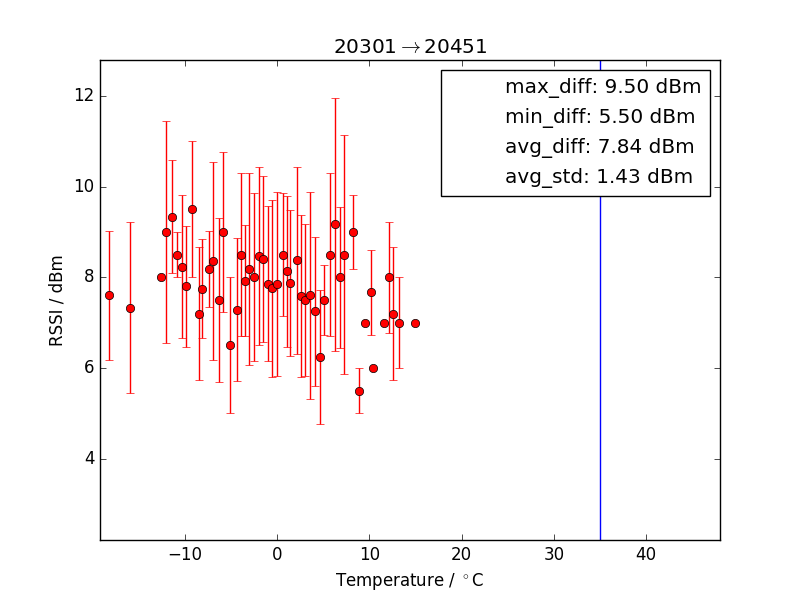 20301→20451
max_diff: 9.50 dBm
min_diff: 5.50 dBm
avg_diff: 7.84 dBm
avg_std: 1.43 dBm
12
10
8
6
4
RSSI / dBm
−10 0 10 20 30 40
Temperature / °C